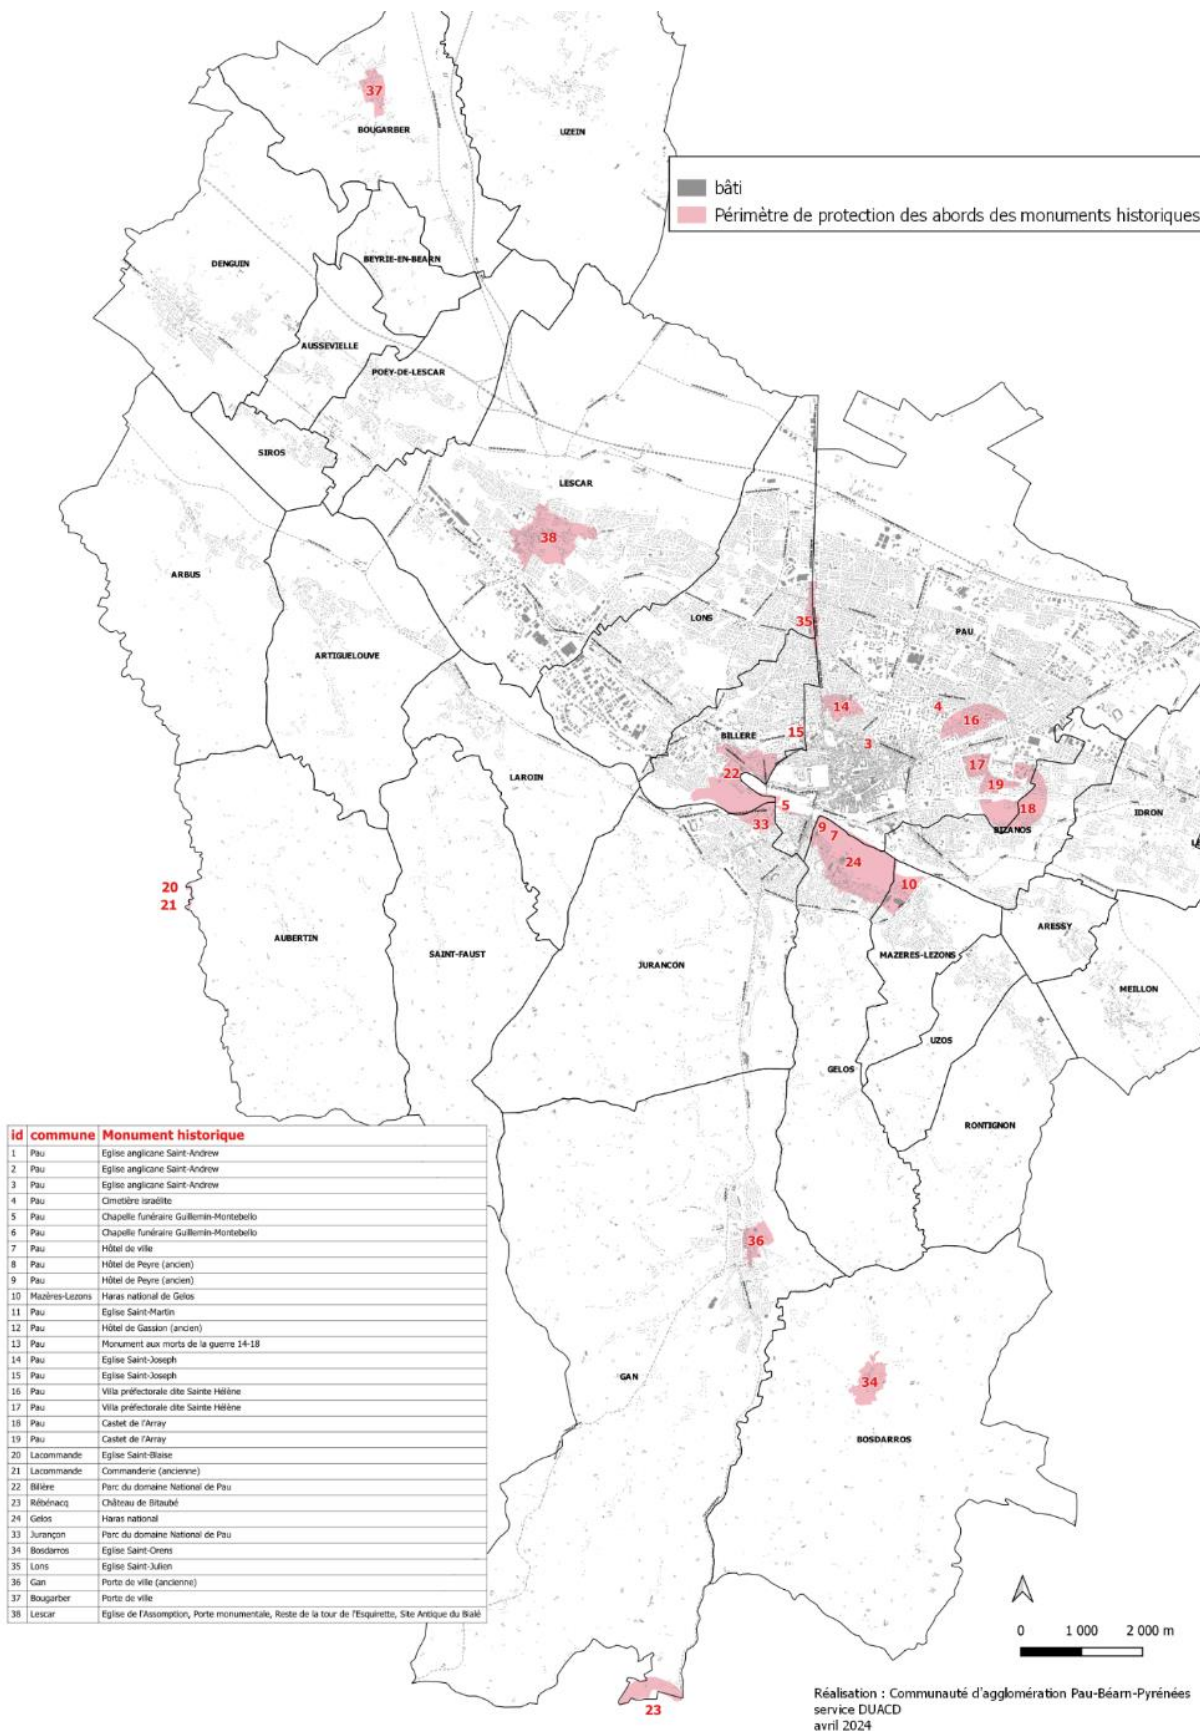 37
BOUGARBER
UZEIN
bâti
Périmètre de protection des abords des monuments historiques
DENGUIN
BEYRIE-EN-BEARN
AUSSEVIELLE
POEY-DE-LESCAR
SIROS
LESCAR
38
ARBUS
LONS
35
PAU
ARTIGUELOUVE
14
4
16
15
3
BILLERE
22
17
19
LAROIN
5
18
33
9
7
BIZANOS
IDRON
24
10
20
21
ARESSY
AUBERTIN
SAINT-FAUST
JURANCON
MAZERES-LEZONS
MEILLON
UZOS
GELOS
RONTIGNON
id commune Monument historique
1 Pau Eglise anglicane Saint-Andrew
2 Pau Eglise anglicane Saint-Andrew
3 Pau Eglise anglicane Saint-Andrew
4 Pau Cimetière israélite
5 Pau Chapelle funéraire Guillemin-Montebello
6 Pau Chapelle funéraire Guillemin-Montebello
7 Pau Hôtel de ville
8 Pau Hôtel de Peyre (ancien)
9 Pau Hôtel de Peyre (ancien)
10 Mazères-Lezons Haras national de Gelos
11 Pau Eglise Saint-Martin
12 Pau Hôtel de Gassion (ancien)
13 Pau Monument aux morts de la guerre 14-18
14 Pau Eglise Saint-Joseph
15 Pau Eglise Saint-Joseph
16 Pau Villa préfectorale dite Sainte Hélène
17 Pau Villa préfectorale dite Sainte Hélène
18 Pau Castet de l'Array
19 Pau Castet de l'Array
20 Lacommande Eglise Saint-Blaise
21 Lacommande Commanderie (ancienne)
22 Billère Parc du domaine National de Pau
23 Rébénacq Château de Bitaubé
24 Gelos Haras national
33 Jurançon Parc du domaine National de Pau
34 Bosdarros Eglise Saint-Orens
35 Lons Eglise Saint-Julien
36 Gan Porte de ville (ancienne)
37 Bougarber Porte de ville
38 Lescar Eglise de l'Assomption, Porte monumentale, Reste de la tour de l'Esquirette, Site Antique du Bialé
36
GAN
34
BOSDARROS
23
0 1 000 2 000 m
Réalisation : Communauté d'agglomération Pau-Béarn-Pyrénées
service DUACD
avril 2024